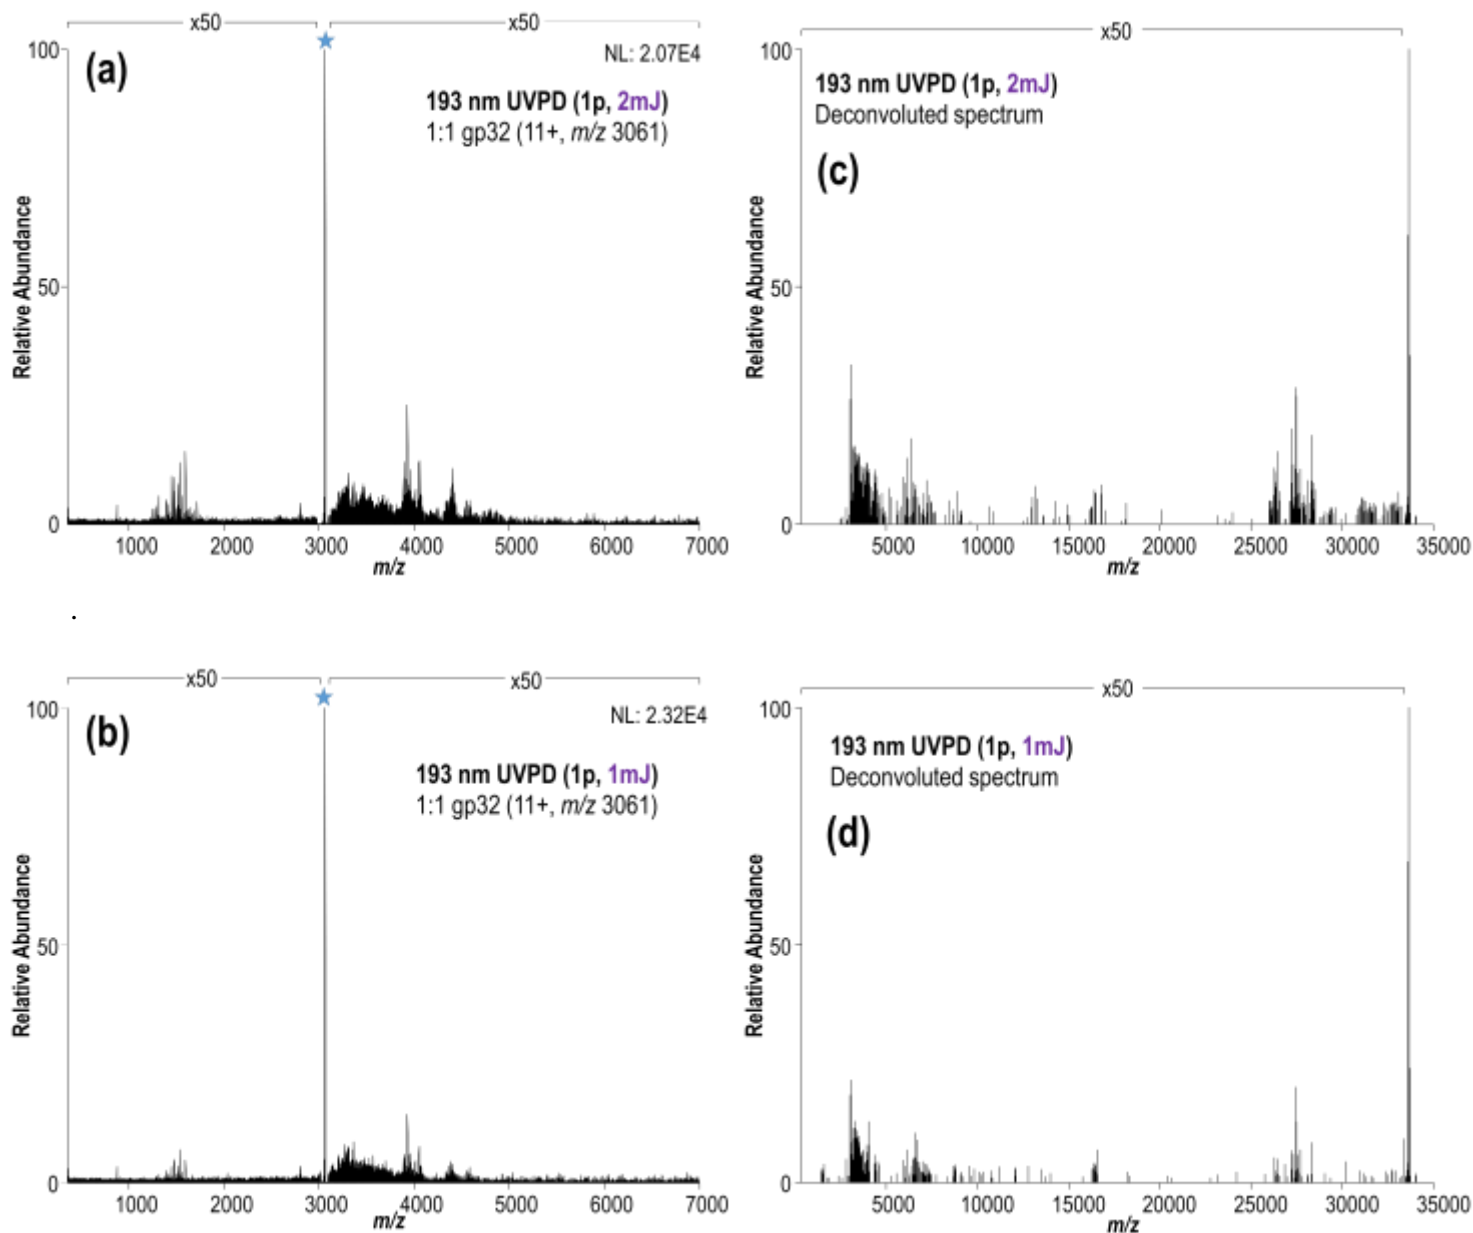 x50 x50
100
(a)
NL: 2.07E4
193 nm UVPD (1p, 2mJ)
1:1 gp32 (11+, m/z 3061)
Relative Abundance
50
0
1000 2000 3000 4000 5000 6000 7000
m/z
x50
100
193 nm UVPD (1p, 2mJ)
Deconvoluted spectrum
(c)
Relative Abundance
50
0
5000 10000 15000 20000 25000 30000 35000
m/z
.
x50 x50
100
(b)
NL: 2.32E4
193 nm UVPD (1p, 1mJ)
1:1 gp32 (11+, m/z 3061)
Relative Abundance
50
0
1000 2000 3000 4000 5000 6000 7000
m/z
x50
100
193 nm UVPD (1p, 1mJ)
Deconvoluted spectrum
(d)
Relative Abundance
50
0
5000 10000 15000 20000 25000 30000 35000
m/z